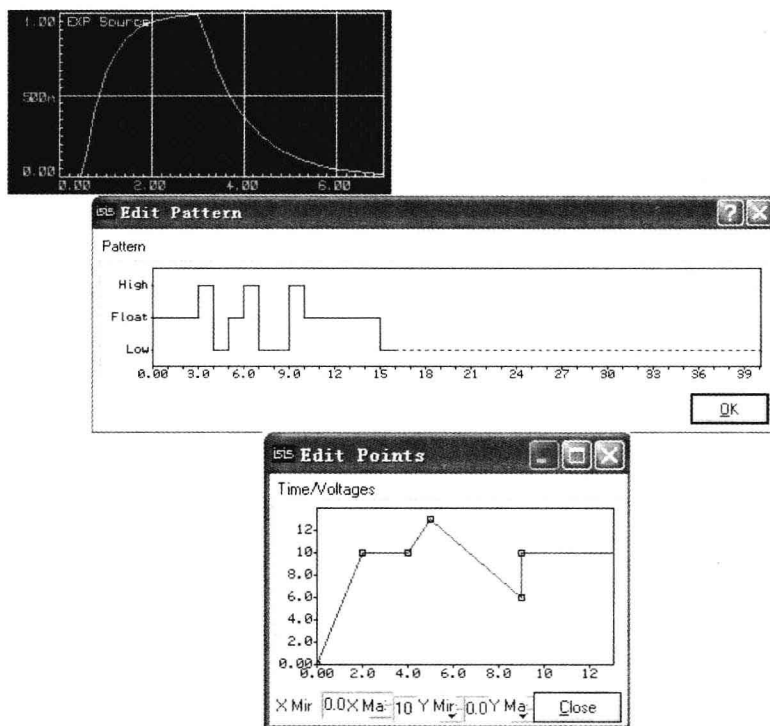 1.00 EXP Source
500m
0.00
0.00 2.00 4.00 6.00
ISIS Edit Pattern
Pattern
High
Float
Low
0.00 3.0 6.0 9.0 12 15 18 21 24 27 30 33 36 39
OK
ISIS Edit Points
Time/Voltages
12
10
8.0
6.0
4.0
2.0
0.00
0.00 2.0 4.0 6.0 8.0 10 12
X Mir 0.0 X Ma: 10 Y Mir 0.0 Y Ma Close